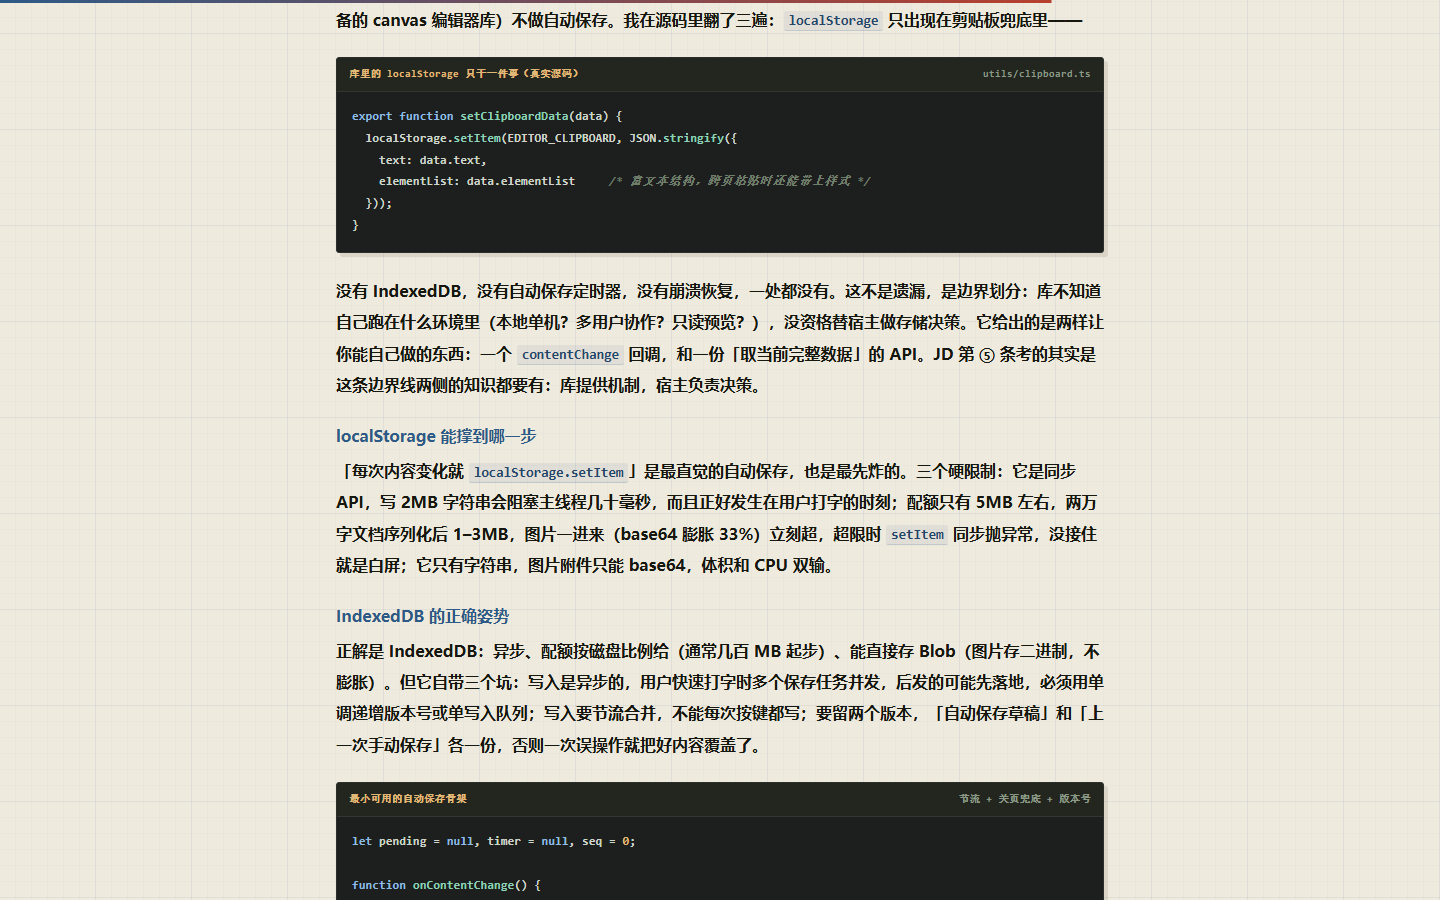 备的 canvas 编辑器库）不做自动保存。我在源码里翻了三遍：localStorage 只出现在剪贴板兜底里——
库里的 localStorage 只干一件事（真实源码） utils/clipboard.ts
export function setClipboardData(data) {
  localStorage.setItem(EDITOR_CLIPBOARD, JSON.stringify({
    text: data.text,
    elementList: data.elementList     /* 富文本结构，跨页粘贴时还能带上样式 */
  }));
}
没有 IndexedDB，没有自动保存定时器，没有崩溃恢复，一处都没有。这不是遗漏，是边界划分：库不知道
自己跑在什么环境里（本地单机？多用户协作？只读预览？），没资格替宿主做存储决策。它给出的是两样让
你能自己做的东西：一个 contentChange 回调，和一份「取当前完整数据」的 API。JD 第 ⑤ 条考的其实是
这条边界线两侧的知识都要有：库提供机制，宿主负责决策。
localStorage 能撑到哪一步
「每次内容变化就 localStorage.setItem」是最直觉的自动保存，也是最先炸的。三个硬限制：它是同步
API，写 2MB 字符串会阻塞主线程几十毫秒，而且正好发生在用户打字的时刻；配额只有 5MB 左右，两万
字文档序列化后 1–3MB，图片一进来（base64 膨胀 33%）立刻超，超限时 setItem 同步抛异常，没接住
就是白屏；它只有字符串，图片附件只能 base64，体积和 CPU 双输。
IndexedDB 的正确姿势
正解是 IndexedDB：异步、配额按磁盘比例给（通常几百 MB 起步）、能直接存 Blob（图片存二进制，不
膨胀）。但它自带三个坑：写入是异步的，用户快速打字时多个保存任务并发，后发的可能先落地，必须用单
调递增版本号或单写入队列；写入要节流合并，不能每次按键都写；要留两个版本，「自动保存草稿」和「上
一次手动保存」各一份，否则一次误操作就把好内容覆盖了。
最小可用的自动保存骨架 节流 + 关页兜底 + 版本号
let pending = null, timer = null, seq = 0;
function onContentChange() {